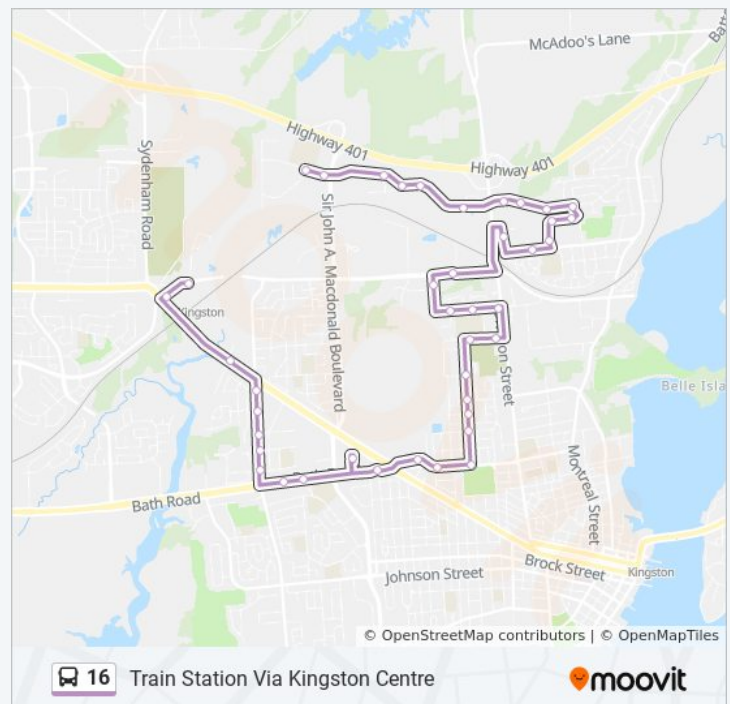 McAdoo's Lane
Highway 401
Highway 401
Sydenham Road
Sir John A. Macdonald Boulevard
Kingston
on Street
Belle Isla
Montreal Street
Bath Road
Brock Street
Johnson Street
Kingston
© OpenStreetMap contributors | © OpenMapTiles
16 Train Station Via Kingston Centre
moovit